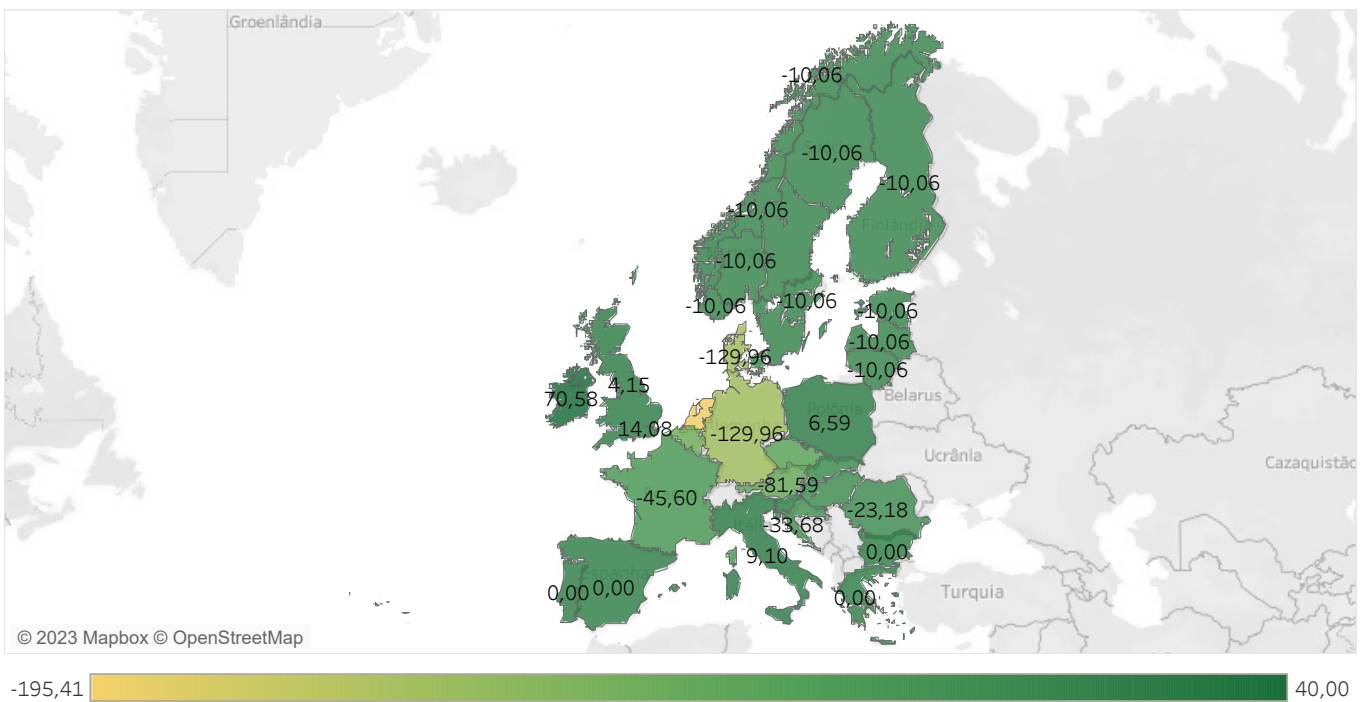 Groenlândia
-10,06
-10,06
-10,06
-10,06
Finlândia
-10,06
-10,06
-10,06
-10,06
-10,06
-129,96
-10,06
4,15
70,58
Belarus
Polônia
6,59
14,08
-129,96
Ucrânia
Cazaquistão
-81,59
-45,60
-23,18
Itália
-33,68
0,00
9,10
Espanha
0,00
0,00
0,00
Turquia
© 2023 Mapbox © OpenStreetMap
-195,41
40,00